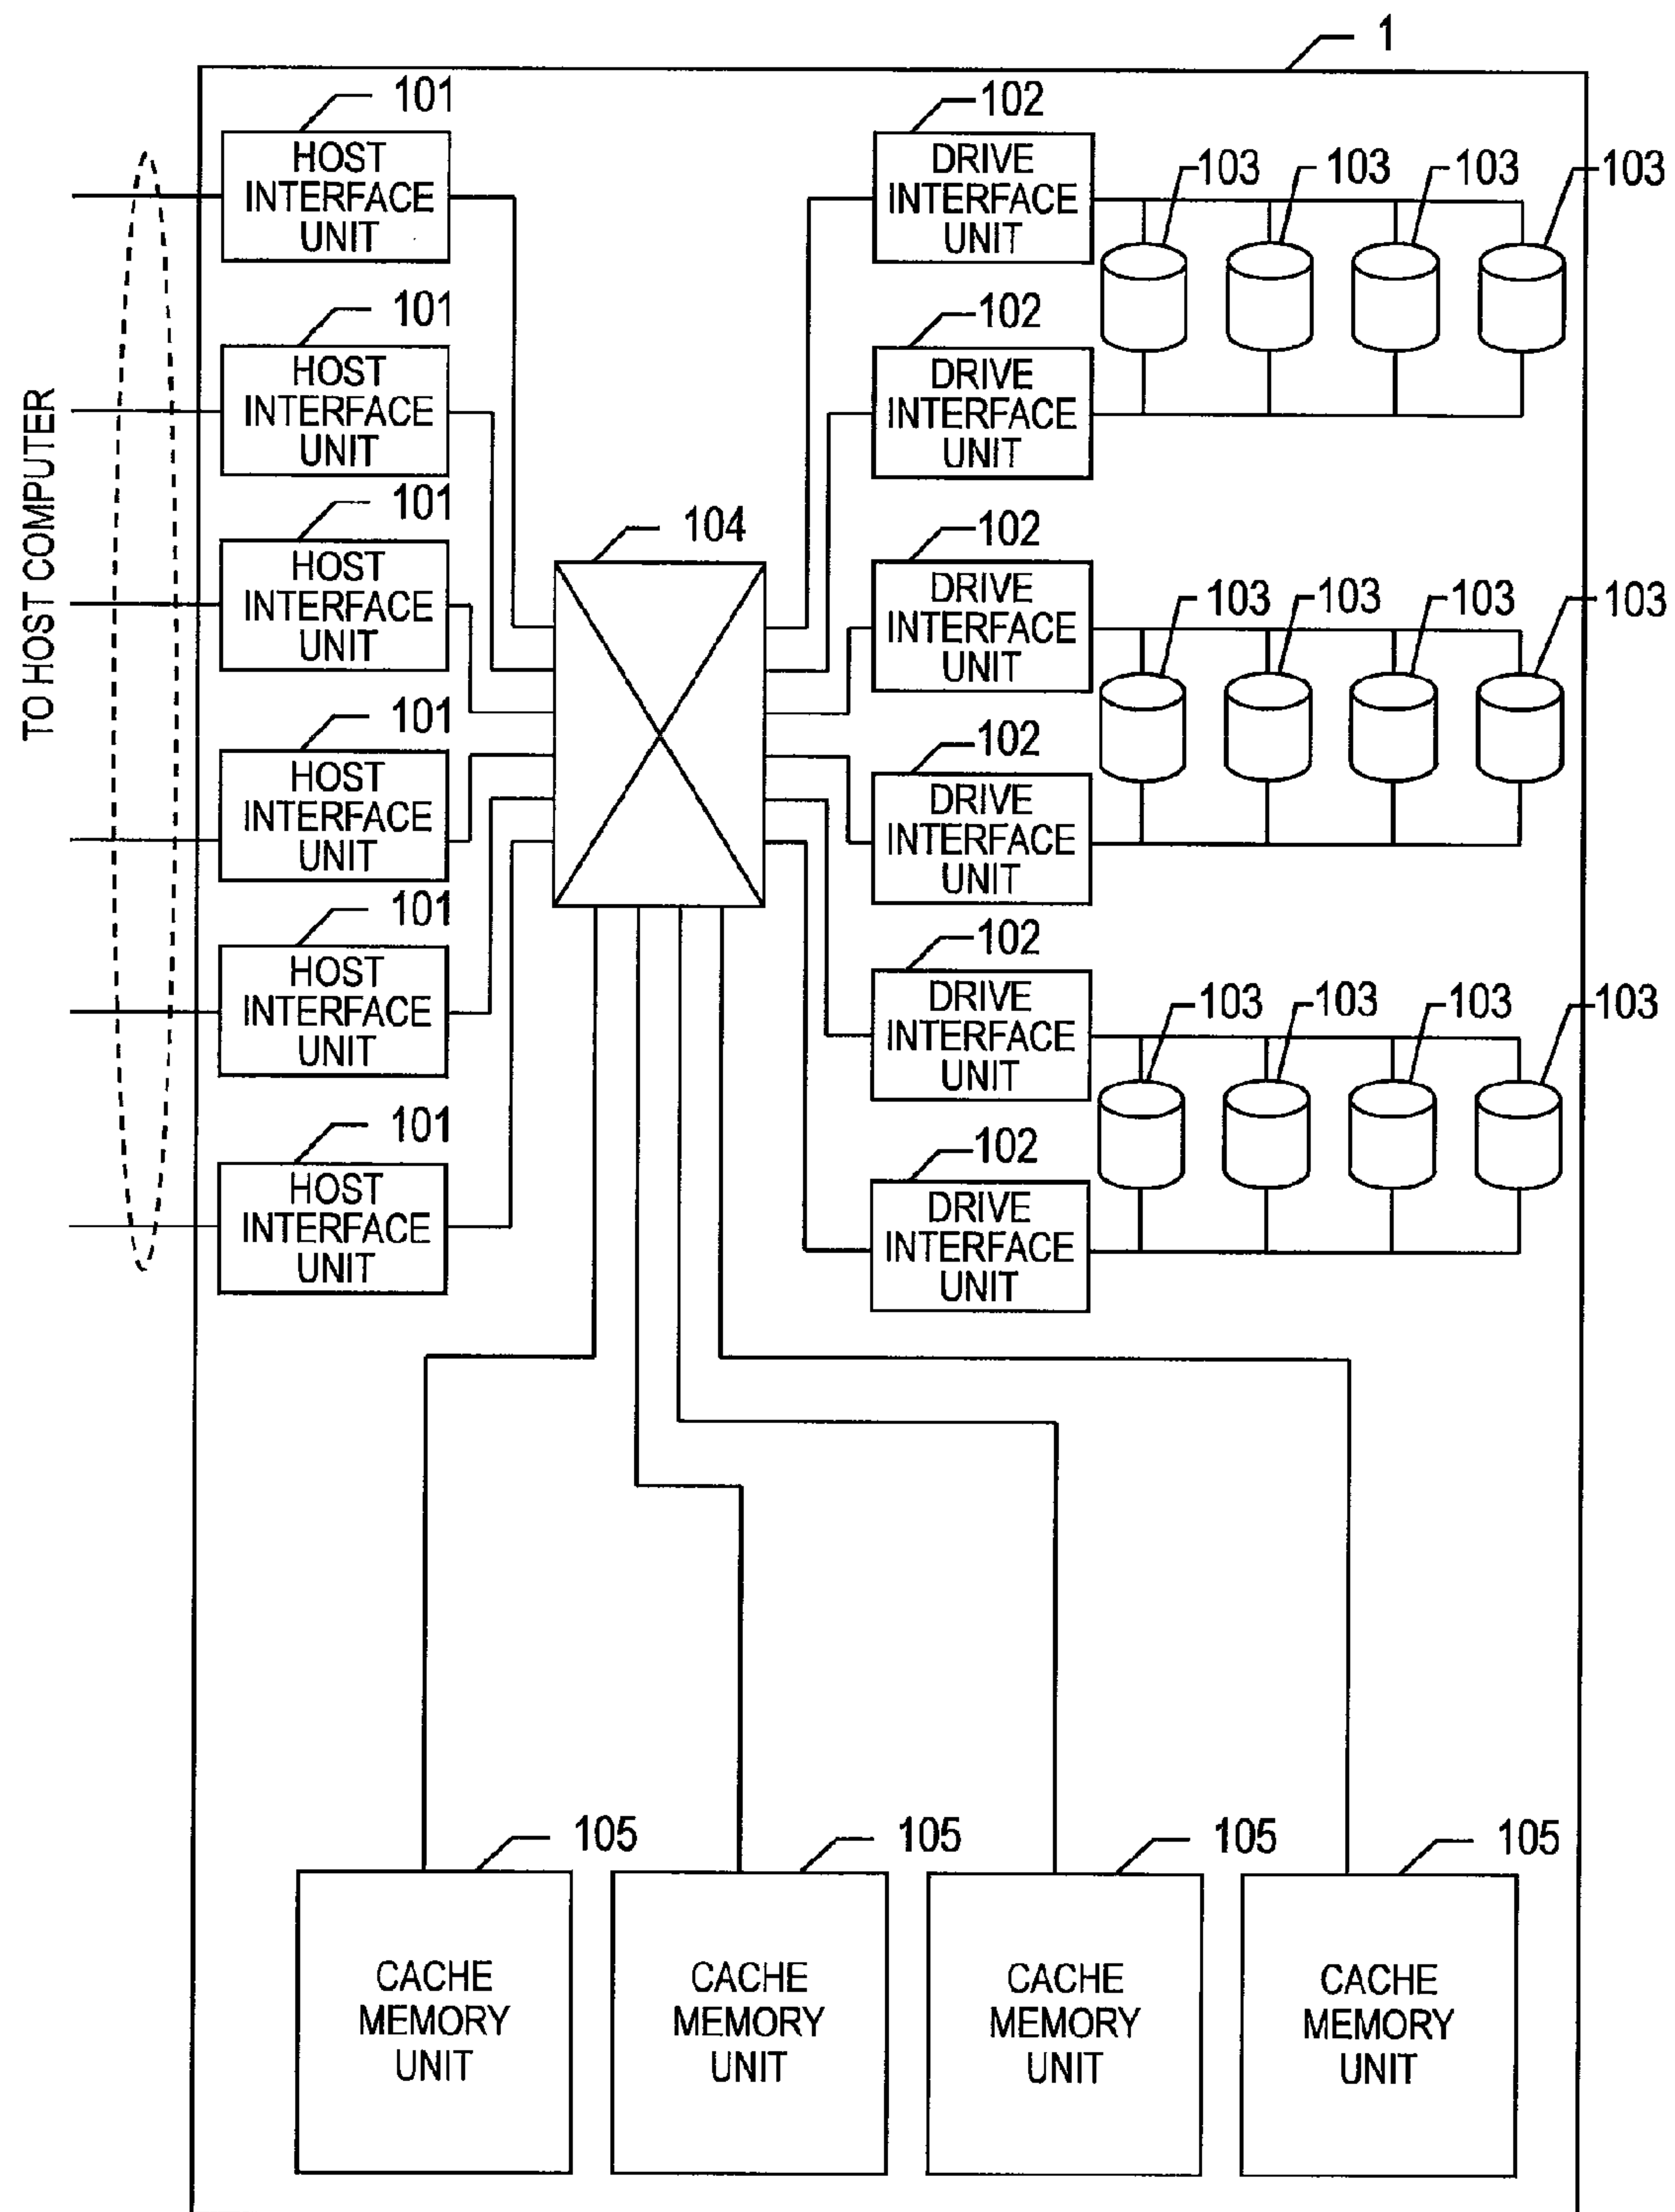 1
TO HOST COMPUTER
101
HOST
INTERFACE
UNIT
101
HOST
INTERFACE
UNIT
101
HOST
INTERFACE
UNIT
101
HOST
INTERFACE
UNIT
101
HOST
INTERFACE
UNIT
101
HOST
INTERFACE
UNIT
104
102
DRIVE
INTERFACE
UNIT
103
103
103
103
102
DRIVE
INTERFACE
UNIT
102
DRIVE
INTERFACE
UNIT
103
103
103
103
102
DRIVE
INTERFACE
UNIT
102
DRIVE
INTERFACE
UNIT
103
103
103
103
102
DRIVE
INTERFACE
UNIT
105
CACHE
MEMORY
UNIT
105
CACHE
MEMORY
UNIT
105
CACHE
MEMORY
UNIT
105
CACHE
MEMORY
UNIT